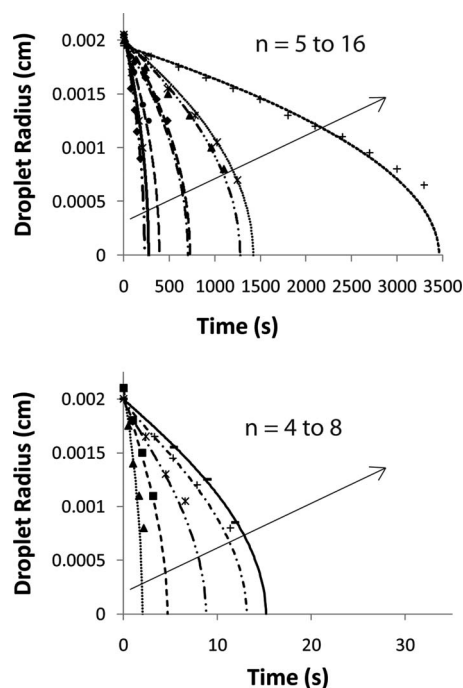 n = 5 to 16
Droplet Radius (cm)
0.002
0.0015
0.001
0.0005
0
0 500 1000 1500 2000 2500 3000 3500
Time (s)
n = 4 to 8
Droplet Radius (cm)
0.002
0.0015
0.001
0.0005
0
0 10 20 30
Time (s)